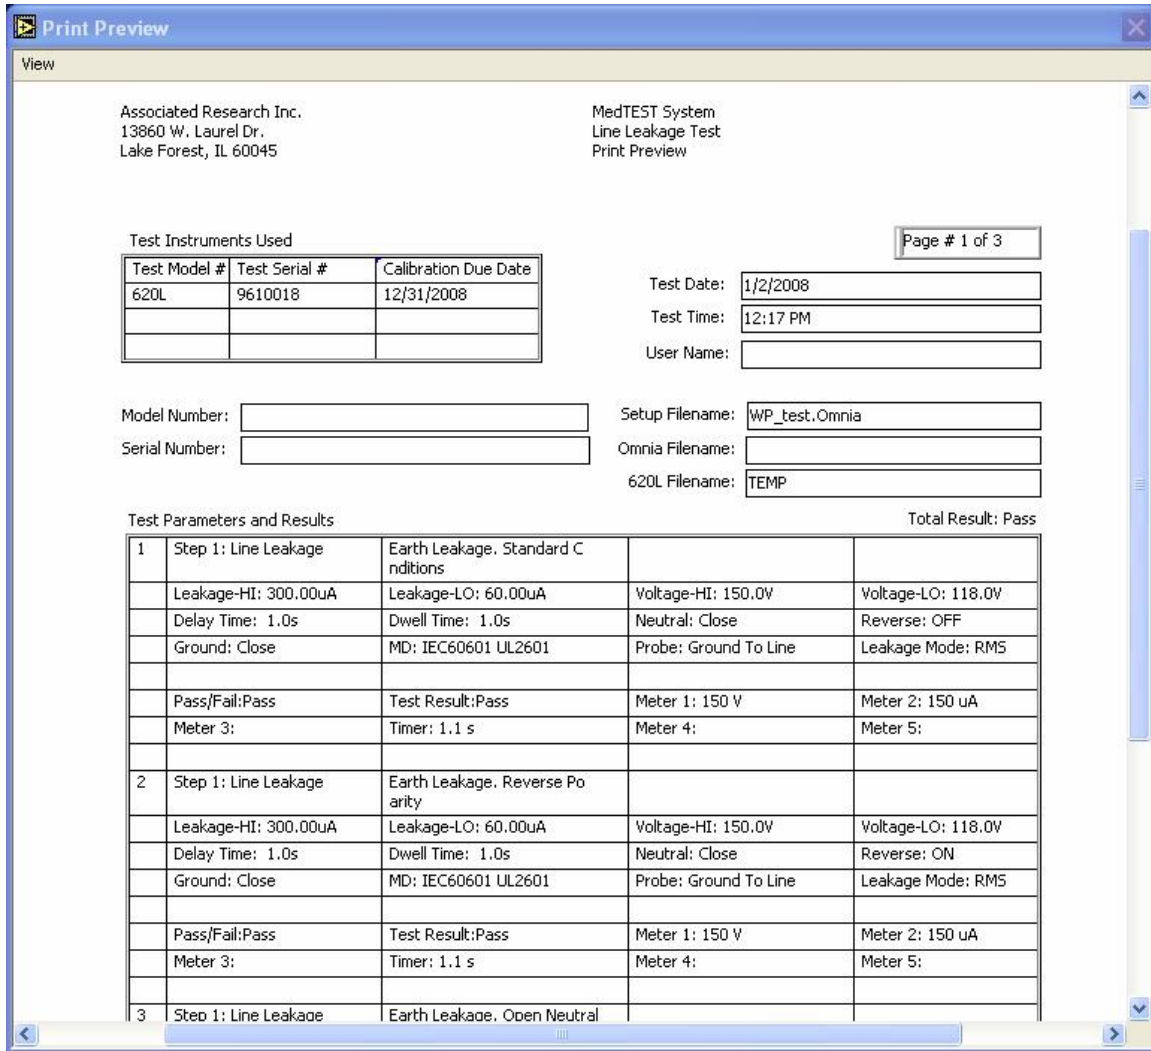 Print Preview
View
Associated Research Inc.
13860 W. Laurel Dr.
Lake Forest, IL 60045
MedTEST System
Line Leakage Test
Print Preview
Test Instruments Used
Test Model # Test Serial # Calibration Due Date
620L 9610018 12/31/2008
Page # 1 of 3
Test Date: 1/2/2008
Test Time: 12:17 PM
User Name:
Model Number:
Serial Number:
Setup Filename: WP_test.Omnia
Omnia Filename:
620L Filename: TEMP
Test Parameters and Results
Total Result: Pass
1 Step 1: Line Leakage Earth Leakage. Standard C
nditions
Leakage-HI: 300.00uA Leakage-LO: 60.00uA Voltage-HI: 150.0V Voltage-LO: 118.0V
Delay Time: 1.0s Dwell Time: 1.0s Neutral: Close Reverse: OFF
Ground: Close MD: IEC60601 UL2601 Probe: Ground To Line Leakage Mode: RMS
Pass/Fail:Pass Test Result:Pass Meter 1: 150 V Meter 2: 150 uA
Meter 3: Timer: 1.1 s Meter 4: Meter 5:
2 Step 1: Line Leakage Earth Leakage. Reverse Po
arity
Leakage-HI: 300.00uA Leakage-LO: 60.00uA Voltage-HI: 150.0V Voltage-LO: 118.0V
Delay Time: 1.0s Dwell Time: 1.0s Neutral: Close Reverse: ON
Ground: Close MD: IEC60601 UL2601 Probe: Ground To Line Leakage Mode: RMS
Pass/Fail:Pass Test Result:Pass Meter 1: 150 V Meter 2: 150 uA
Meter 3: Timer: 1.1 s Meter 4: Meter 5:
3 Step 1: Line Leakage Earth Leakage. Open Neutral